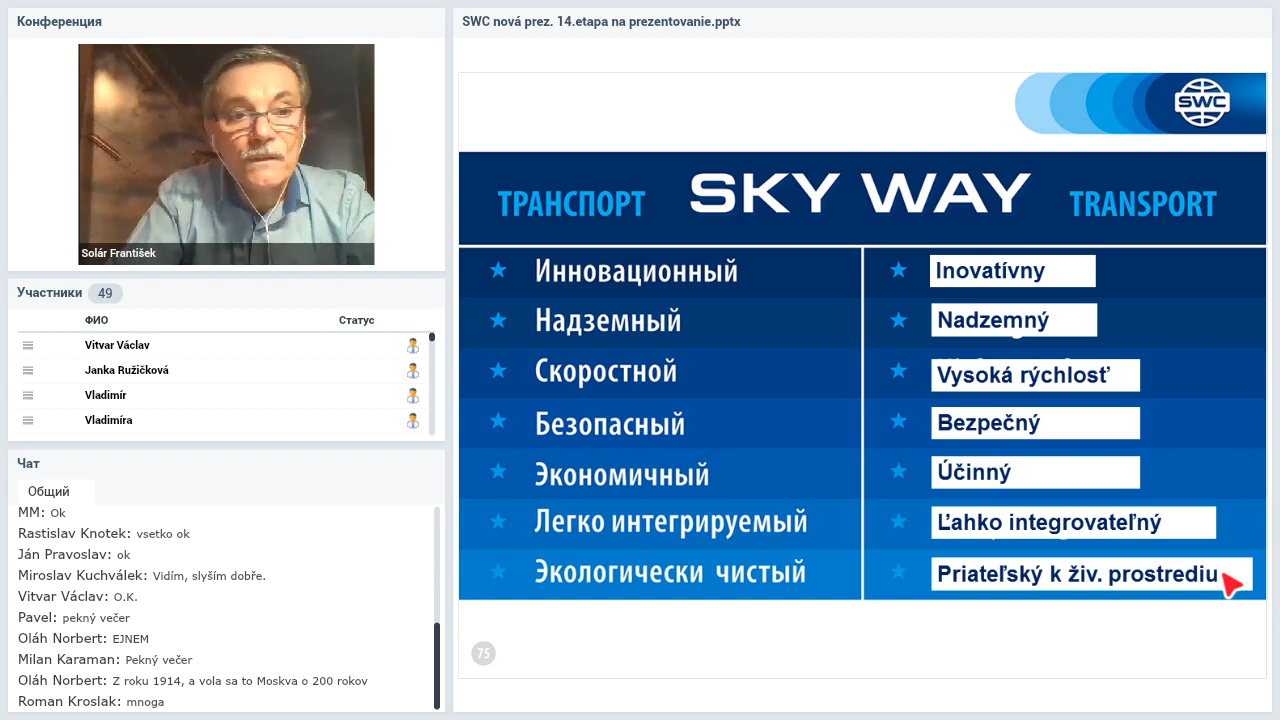 Конференция
Solár František
Участники 49
ФИО Статус
Vitvar Václav
Janka Ružičková
Vladimír
Vladimíra
Чат
Общий
MM: Ok
Rastislav Knotek: vsetko ok
Ján Pravoslav: ok
Miroslav Kuchválek: Vidím, slyším dobře.
Vitvar Václav: O.K.
Pavel: pekný večer
Oláh Norbert: EJNEM
Milan Karaman: Pekný večer
Oláh Norbert: Z roku 1914, a vola sa to Moskva o 200 rokov
Roman Kroslak: mnoga
SWC nová prez. 14.etapa na prezentovanie.pptx
SWC
ТРАНСПОРТ SKY WAY TRANSPORT
Инновационный
Надземный
Скоростной
Безопасный
Экономичный
Легко интегрируемый
Экологически чистый
Inovatívny
Nadzemný
Vysoká rýchlosť
Bezpečný
Účinný
Ľahko integrovateľný
Priateľský k živ. prostrediu
75